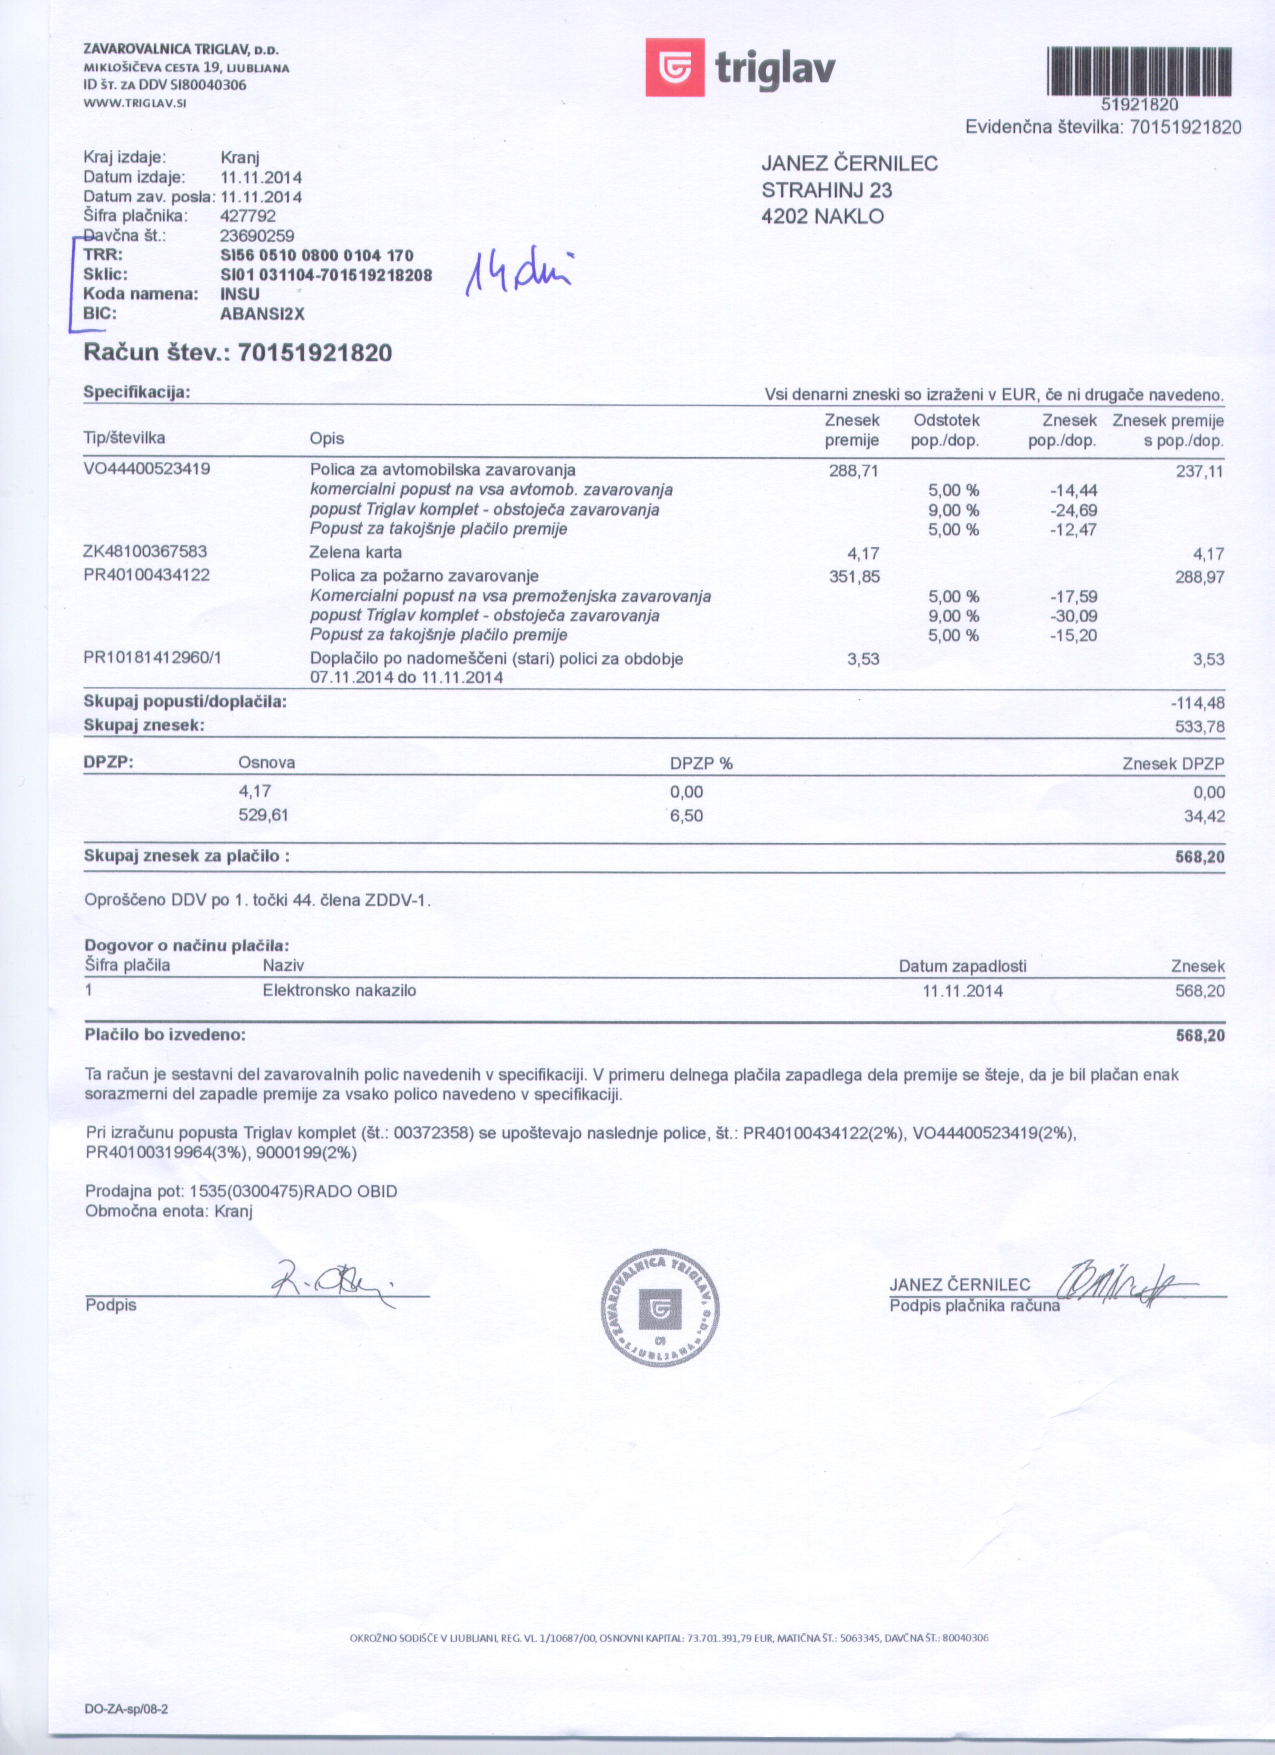 ZAVAROVALNICA TRIGLAV, D.D.
MIKLOŠIČEVA CESTA 19, LJUBLJANA
ID ŠT. ZA DDV SI80040306
WWW.TRIGLAV.SI
triglav
51921820
Evidenčna številka: 70151921820
Kraj izdaje: Kranj
Datum izdaje: 11.11.2014
Datum zav. posla: 11.11.2014
Šifra plačnika: 427792
Davčna št.: 23690259
TRR: SI56 0510 0800 0104 170
Sklic: SI01 031104-701519218208
Koda namena: INSU
BIC: ABANSI2X
JANEZ ČERNILEC
STRAHINJ 23
4202 NAKLO
14 dni
Račun štev.: 70151921820
Specifikacija: Vsi denarni zneski so izraženi v EUR, če ni drugače navedeno.
Znesek Odstotek Znesek Znesek premije
Tip/številka Opis premije pop./dop. pop./dop. s pop./dop.
VO44400523419 Polica za avtomobilska zavarovanja 288,71 237,11
komercialni popust na vsa avtomob. zavarovanja 5,00 % -14,44
popust Triglav komplet - obstoječa zavarovanja 9,00 % -24,69
Popust za takojšnje plačilo premije 5,00 % -12,47
ZK48100367583 Zelena karta 4,17 4,17
PR40100434122 Polica za požarno zavarovanje 351,85 288,97
Komercialni popust na vsa premoženjska zavarovanja 5,00 % -17,59
popust Triglav komplet - obstoječa zavarovanja 9,00 % -30,09
Popust za takojšnje plačilo premije 5,00 % -15,20
PR10181412960/1 Doplačilo po nadomeščeni (stari) polici za obdobje 3,53 3,53
07.11.2014 do 11.11.2014
Skupaj popusti/doplačila: -114,48
Skupaj znesek: 533,78
DPZP: Osnova DPZP % Znesek DPZP
4,17 0,00 0,00
529,61 6,50 34,42
Skupaj znesek za plačilo : 568,20
Oproščeno DDV po 1. točki 44. člena ZDDV-1.
Dogovor o načinu plačila:
Šifra plačila Naziv Datum zapadlosti Znesek
1 Elektronsko nakazilo 11.11.2014 568,20
Plačilo bo izvedeno: 568,20
Ta račun je sestavni del zavarovalnih polic navedenih v specifikaciji. V primeru delnega plačila zapadlega dela premije se šteje, da je bil plačan enak
sorazmerni del zapadle premije za vsako polico navedeno v specifikaciji.
Pri izračunu popusta Triglav komplet (št.: 00372358) se upoštevajo naslednje police, št.: PR40100434122(2%), VO44400523419(2%),
PR40100319964(3%), 9000199(2%)
Prodajna pot: 1535(0300475)RADO OBID
Območna enota: Kranj
Podpis
ZAVAROVALNICA TRIGLAV, D.D.
LJUBLJANA
JANEZ ČERNILEC
Podpis plačnika računa
OKROŽNO SODIŠČE V LJUBLJANI, REG. VL. 1/10687/00, OSNOVNI KAPITAL: 73.701.391,79 EUR, MATIČNA ŠT.: 5063345, DAVČNA ŠT.: 80040306
DO-ZA-sp/08-2